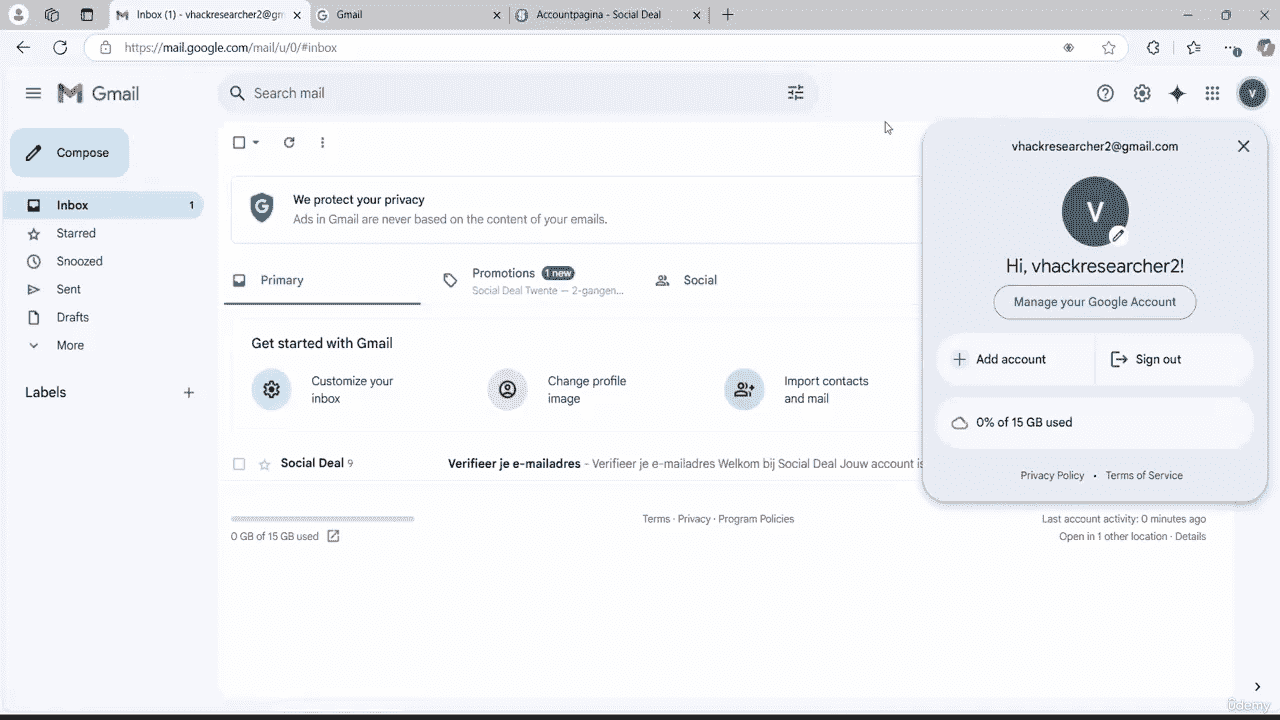 Inbox (1) - vhackresearcher2@gm
Gmail
Accountpagina - Social Deal
https://mail.google.com/mail/u/0/#inbox
Gmail
Search mail
V
Compose
Inbox 1
Starred
Snoozed
Sent
Drafts
More
Labels
We protect your privacy
Ads in Gmail are never based on the content of your emails.
Primary
Promotions 1 new
Social Deal Twente — 2-gangen...
Social
Get started with Gmail
Customize your
inbox
Change profile
image
Import contacts
and mail
Social Deal 9 Verifieer je e-mailadres - Verifieer je e-mailadres Welkom bij Social Deal Jouw account is
0 GB of 15 GB used
Terms · Privacy · Program Policies
Last account activity: 0 minutes ago
Open in 1 other location · Details
vhackresearcher2@gmail.com
V
Hi, vhackresearcher2!
Manage your Google Account
Add account
Sign out
0% of 15 GB used
Privacy Policy • Terms of Service
Udemy